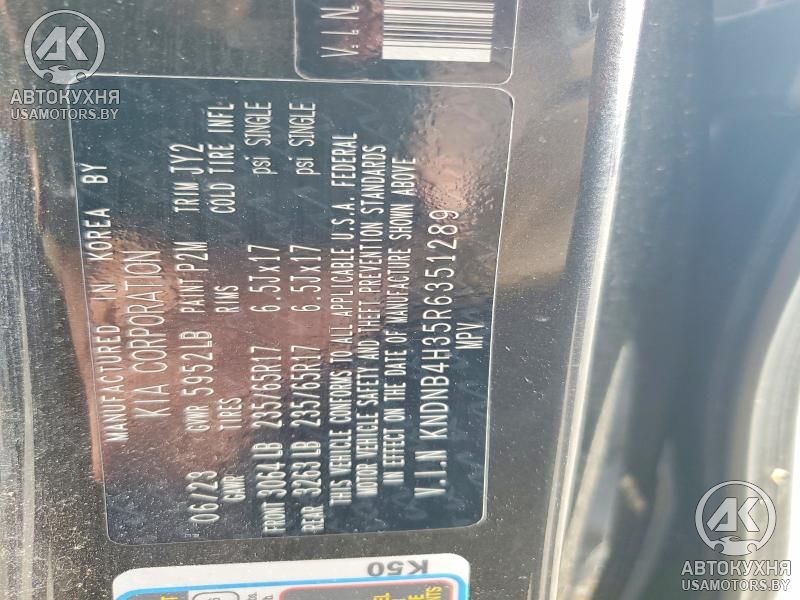 V.I.N.
MANUFACTURED IN KOREA BY
KIA CORPORATION
06/23 GVWR 5952LB PAINT P2M TRIM JY2
GAWR TIRES RIMS COLD TIRE INFL
FRONT 3064LB 235/65R17 6.5Jx17 psi SINGLE
REAR 3263LB 235/65R17 6.5Jx17 psi SINGLE
THIS VEHICLE CONFORMS TO ALL APPLICABLE U.S.A. FEDERAL
MOTOR VEHICLE SAFETY AND THEFT PREVENTION STANDARDS
IN EFFECT ON THE DATE OF MANUFACTURE SHOWN ABOVE
V.I.N KNDNB4H35R6351289
MPV
K50
AK
АВТОКУХНЯ
USAMOTORS.BY
AK
АВТОКУХНЯ
USAMOTORS.BY